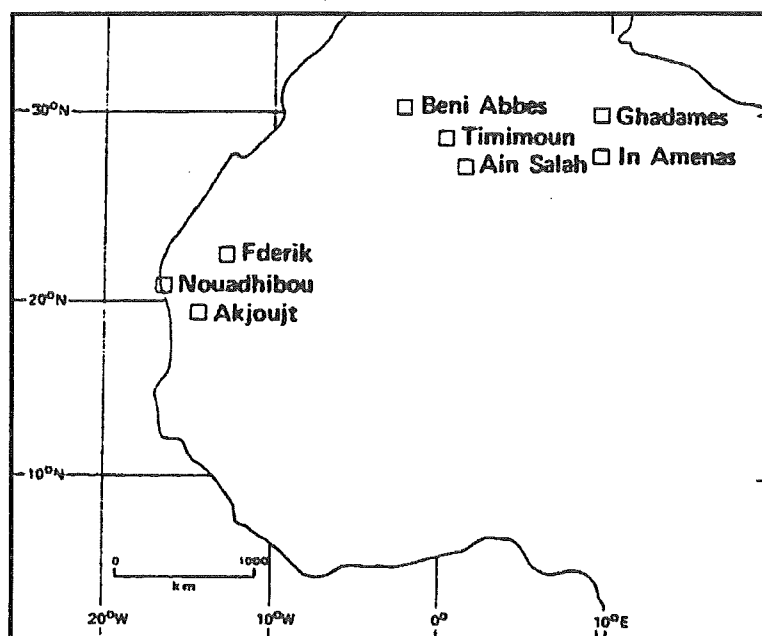 30°N
Beni Abbes
Ghadames
Timimoun
Ain Salah
In Amenas
Fderik
Nouadhibou
20°N
Akjoujt
10°N
0 1000
km
20°W 10°W 0° 10°E